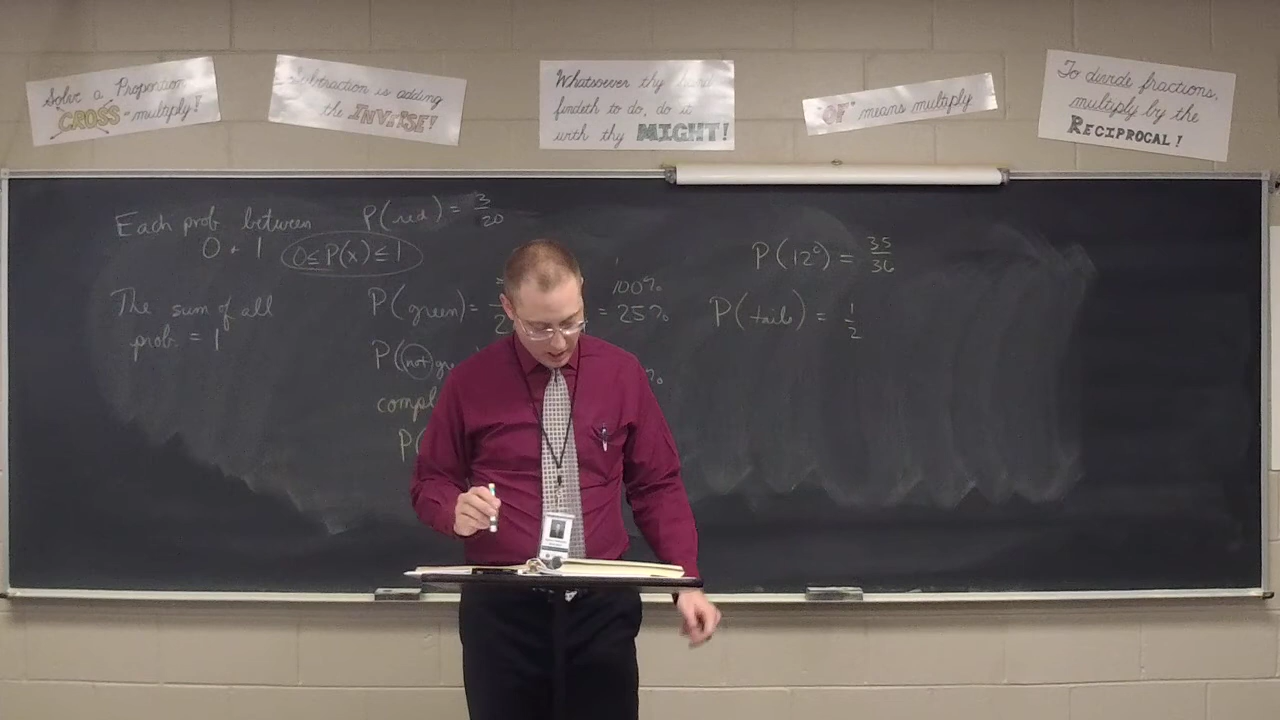 Solve a Proportion
CROSS-multiply!
Subtraction is adding
the INVERSE!
Whatsoever thy hand
findeth to do, do it
with thy MIGHT!
"OF" means multiply
To divide fractions,
multiply by the
RECIPROCAL!
Each prob between
0 + 1 0≤P(x)≤1
The sum of all
prob = 1
P(red) = 3/20
100%
P(green) = = 25%
P(not
%
compl
P(
P(12ᶜ) = 35/36
P(tails) = 1/2